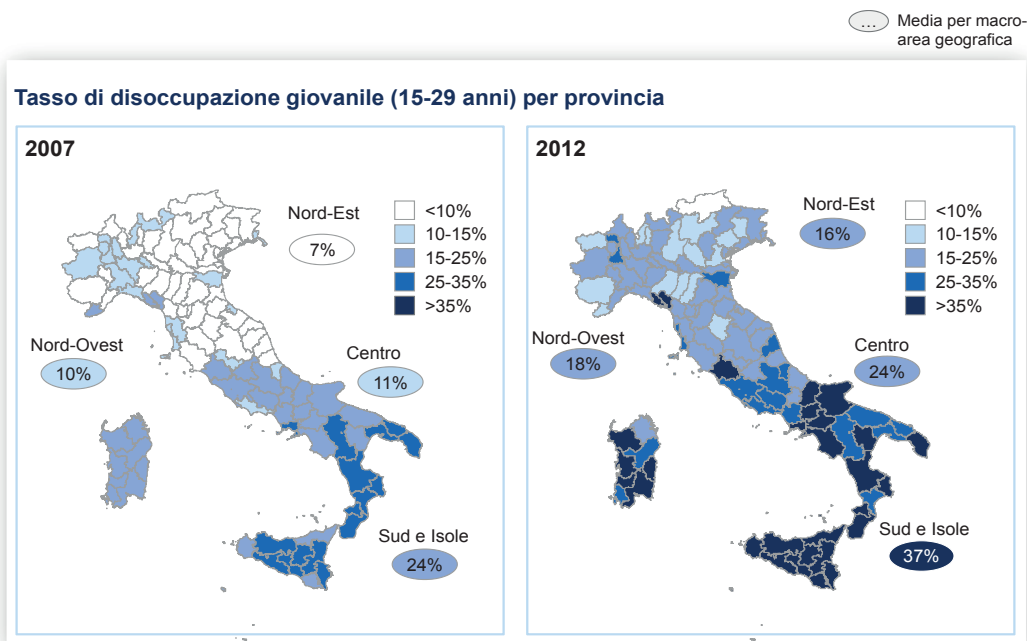 ... Media per macro-
area geografica
Tasso di disoccupazione giovanile (15-29 anni) per provincia
2007
Nord-Est
7%
<10%
10-15%
15-25%
25-35%
>35%
Nord-Ovest
10%
Centro
11%
Sud e Isole
24%
2012
Nord-Est
16%
<10%
10-15%
15-25%
25-35%
>35%
Nord-Ovest
18%
Centro
24%
Sud e Isole
37%